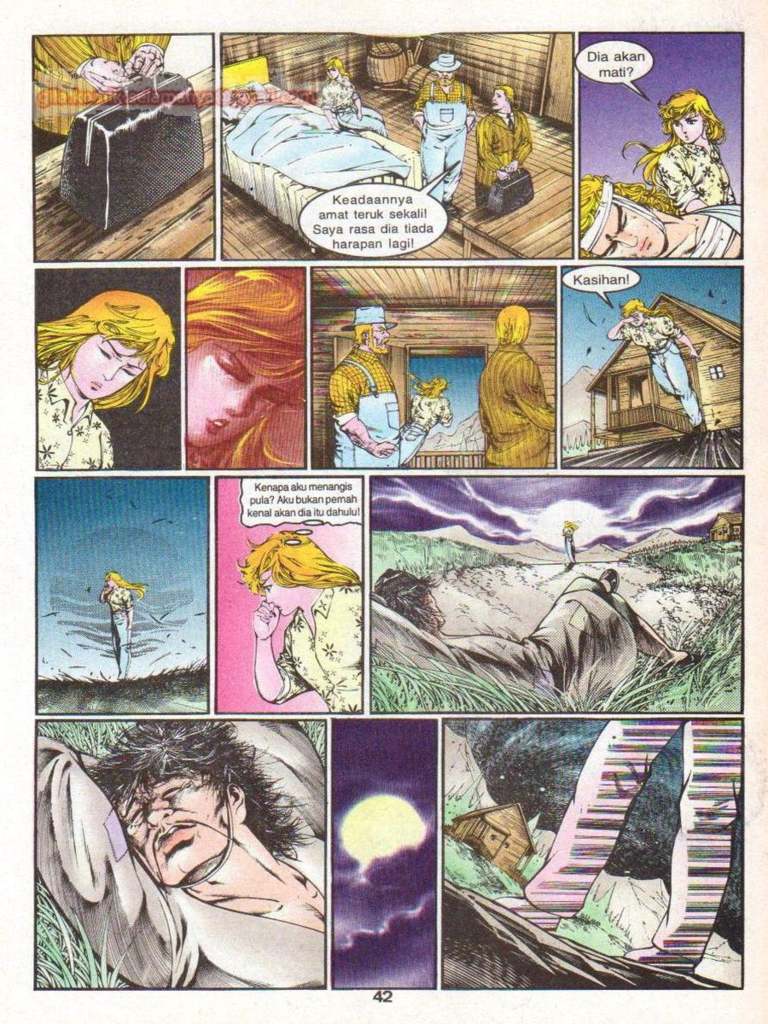 Keadaannya
amat teruk sekali!
Saya rasa dia tiada
harapan lagi!
Dia akan
mati?
Kasihan!
Kenapa aku menangis
pula? Aku bukan pernah
kenal akan dia itu dahulu!
42